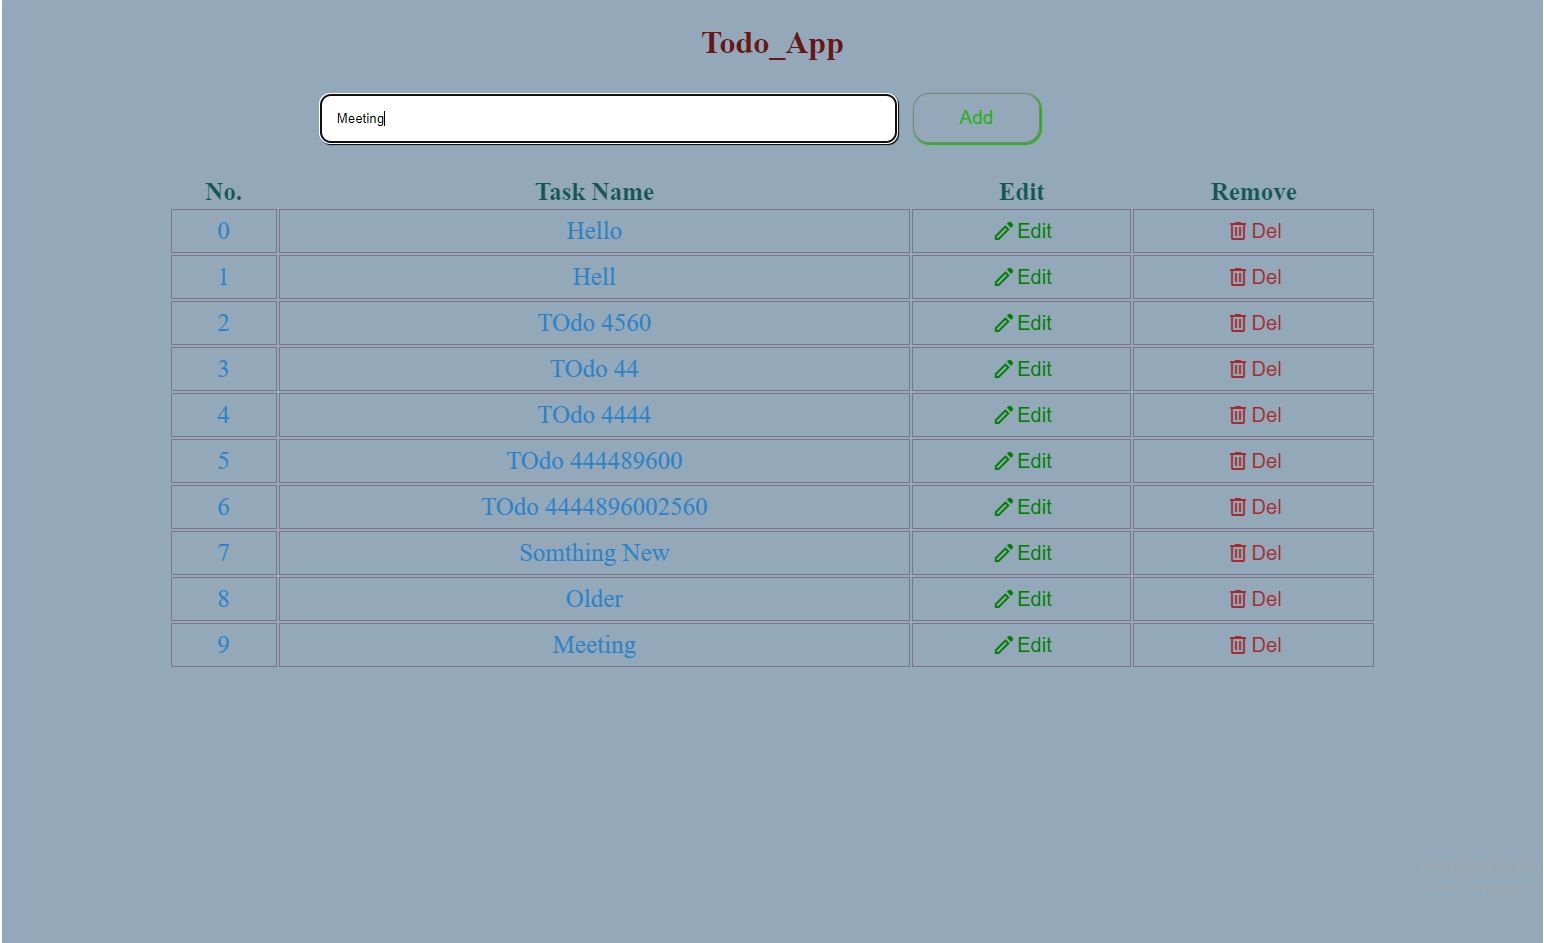 Todo_App
Meeting Add
No. Task Name Edit Remove
0 Hello Edit Del
1 Hell Edit Del
2 TOdo 4560 Edit Del
3 TOdo 44 Edit Del
4 TOdo 4444 Edit Del
5 TOdo 444489600 Edit Del
6 TOdo 4444896002560 Edit Del
7 Somthing New Edit Del
8 Older Edit Del
9 Meeting Edit Del